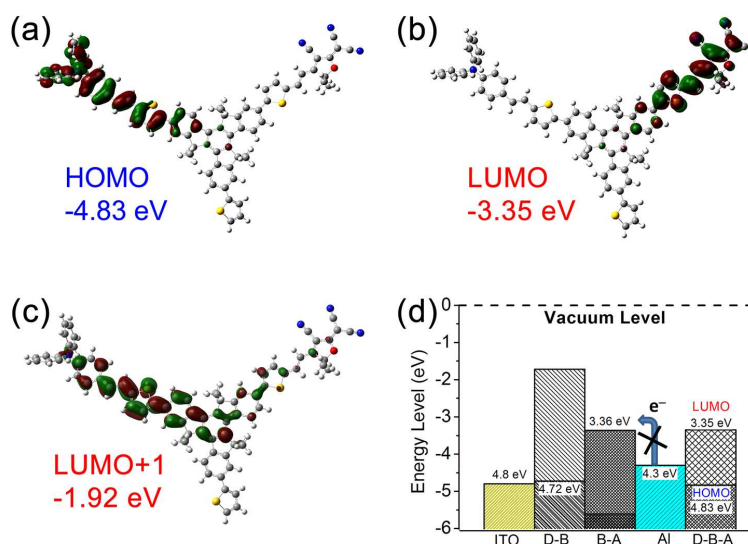 (a)
HOMO
-4.83 eV
(b)
LUMO
-3.35 eV
(c)
LUMO+1
-1.92 eV
(d)
Energy Level (eV)
0
-1
-2
-3
-4
-5
-6
Vacuum Level
4.8 eV
4.72 eV
3.36 eV
e⁻
4.3 eV
LUMO
3.35 eV
HOMO
4.83 eV
ITO
D-B
B-A
Al
D-B-A